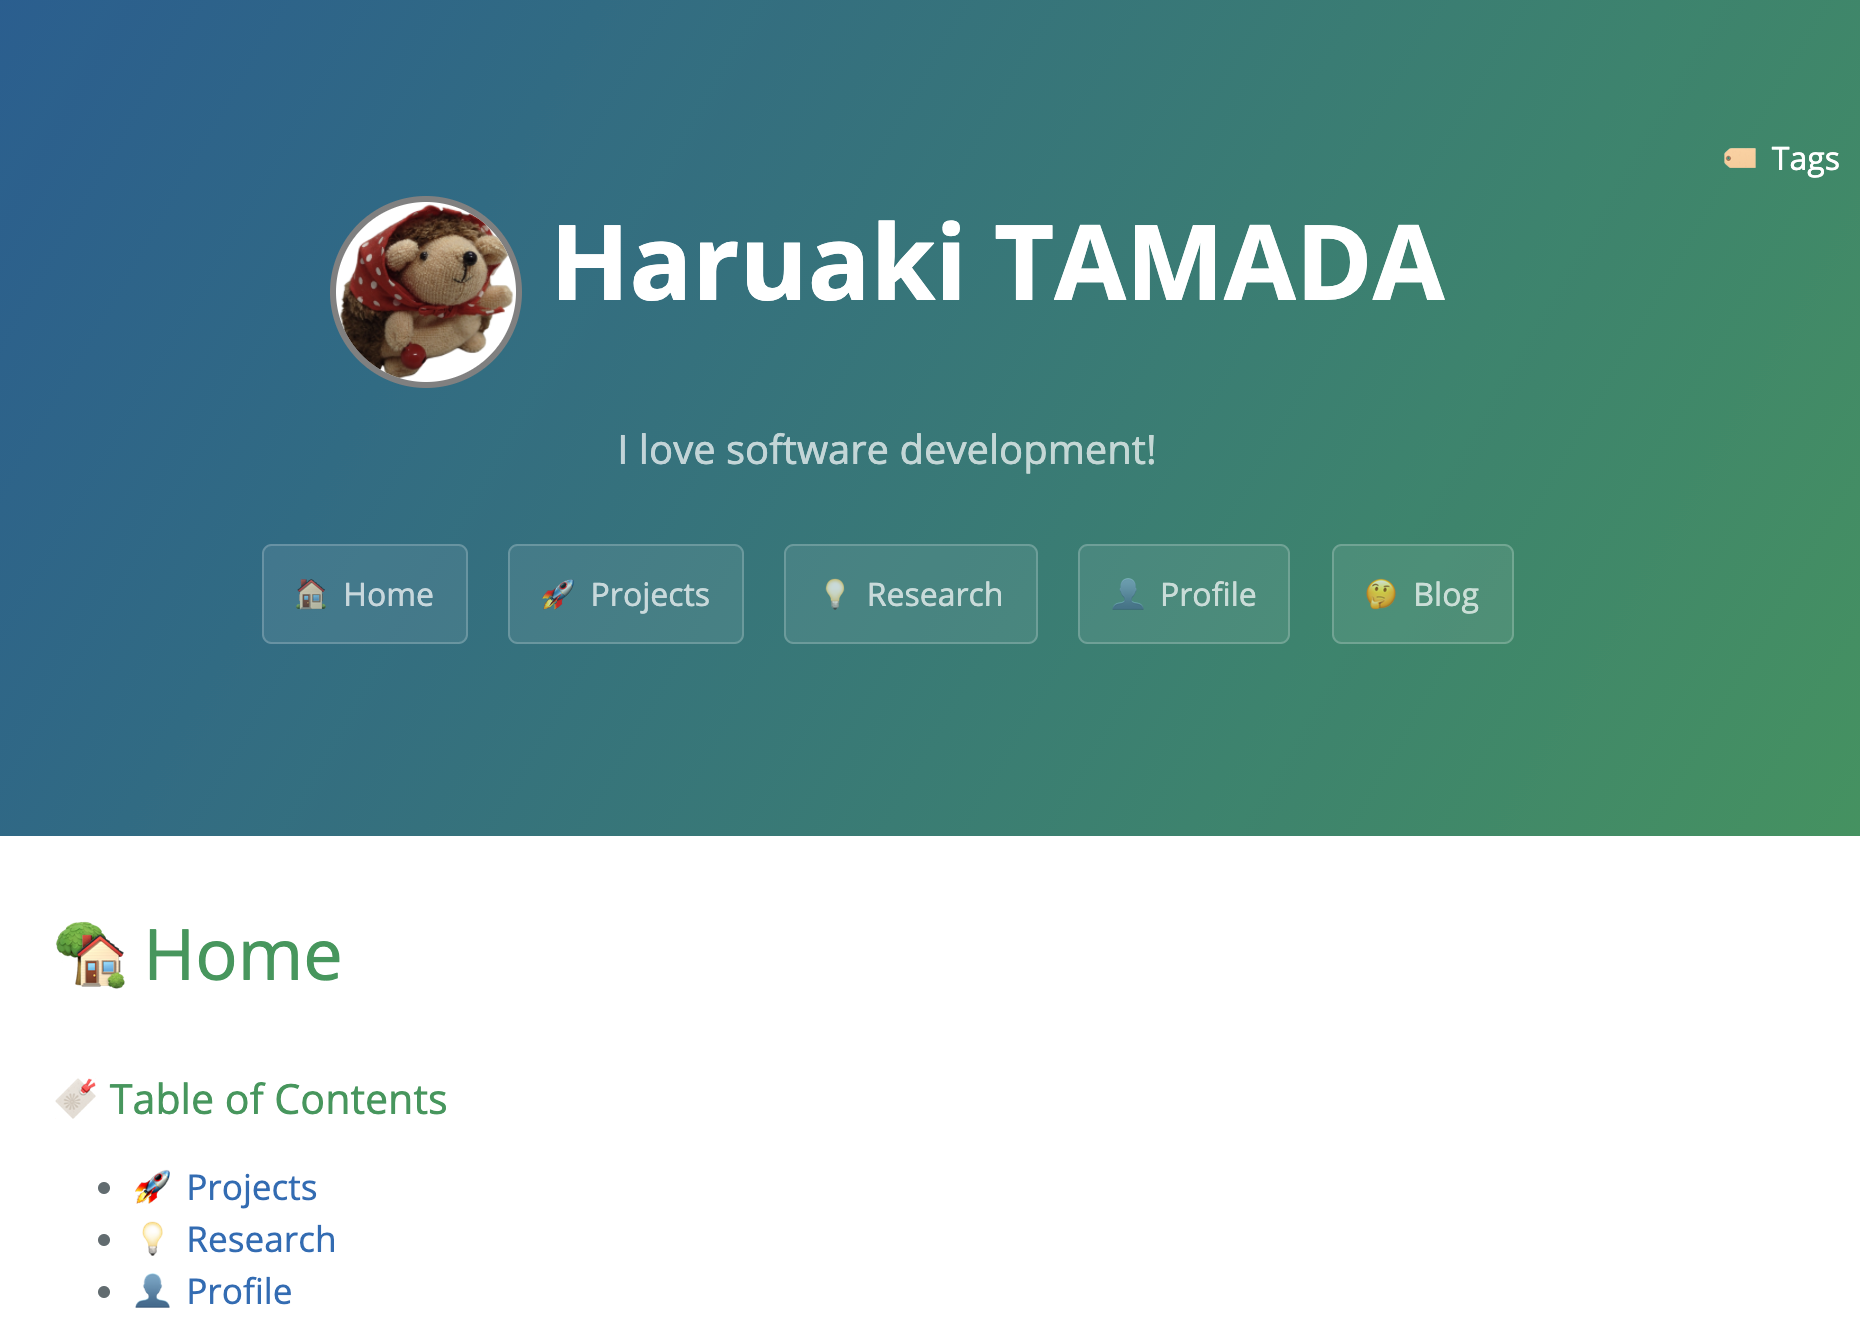 Tags
Haruaki TAMADA
I love software development!
Home Projects Research Profile Blog
Home
Table of Contents
Projects
Research
Profile